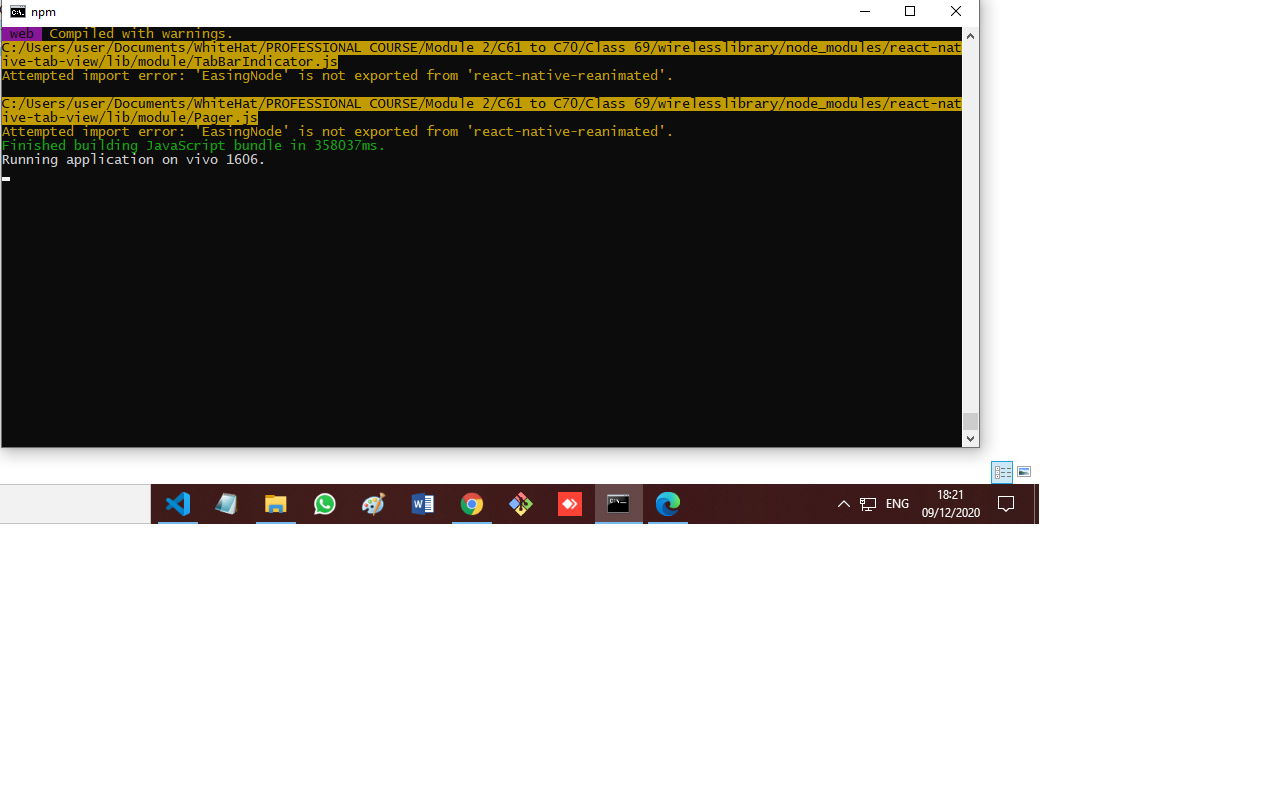 npm
web Compiled with warnings.
C:/Users/user/Documents/WhiteHat/PROFESSIONAL COURSE/Module 2/C61 to C70/Class 69/wirelesslibrary/node_modules/react-nat
ive-tab-view/lib/module/TabBarIndicator.js
Attempted import error: 'EasingNode' is not exported from 'react-native-reanimated'.
C:/Users/user/Documents/WhiteHat/PROFESSIONAL COURSE/Module 2/C61 to C70/Class 69/wirelesslibrary/node_modules/react-nat
ive-tab-view/lib/module/Pager.js
Attempted import error: 'EasingNode' is not exported from 'react-native-reanimated'.
Finished building JavaScript bundle in 358037ms.
Running application on vivo 1606.
ENG
18:21
09/12/2020